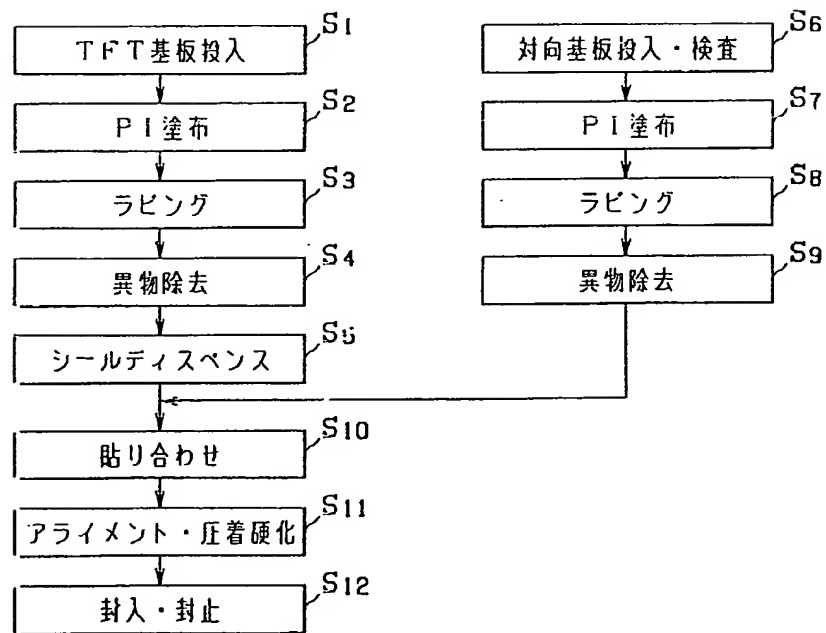 S1
TFT基板投入
S2
PI塗布
S3
ラビング
S4
異物除去
S5
シールディスペンス
S6
対向基板投入・検査
S7
PI塗布
S8
ラビング
S9
異物除去
S10
貼り合わせ
S11
アライメント・圧着硬化
S12
封入・封止